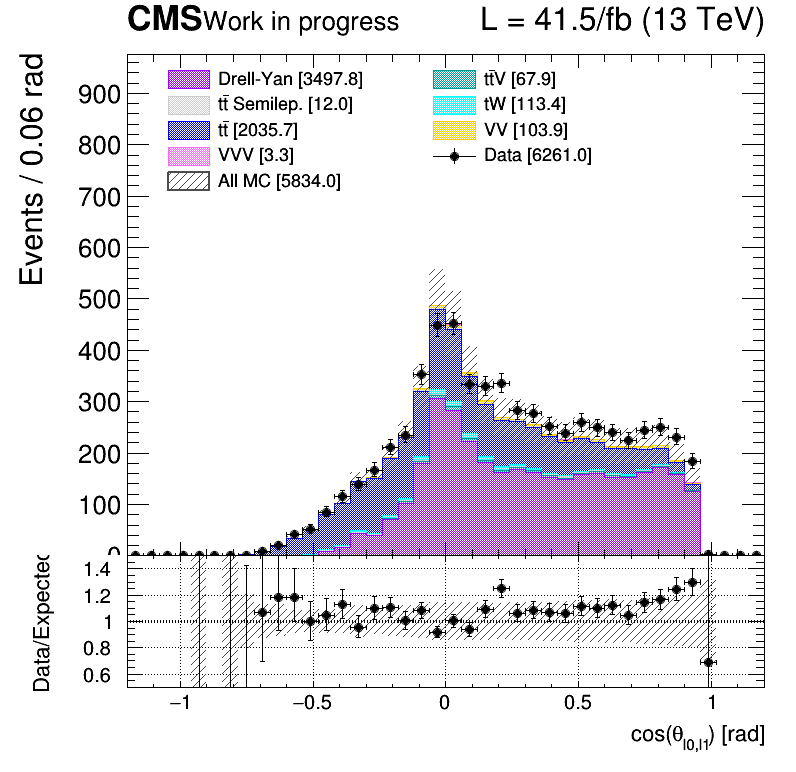 CMS Work in progress L = 41.5/fb (13 TeV)
Events / 0.06 rad
Drell-Yan [3497.8]
tt̄ Semilep. [12.0]
tt̄ [2035.7]
VVV [3.3]
All MC [5834.0]
tt̄V [67.9]
tW [113.4]
VV [103.9]
Data [6261.0]
900
800
700
600
500
400
300
200
100
0
Data/Expected
1.4
1.2
1
0.8
0.6
−1 −0.5 0 0.5 1
cos(θl0,l1) [rad]